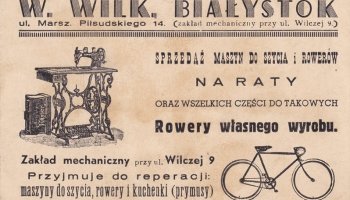 W. WILK, BIAŁYSTOK
ul. Marsz. Piłsudskiego 14. (zakład mechaniczny przy ul. Wilczej 9.)
SPRZEDAŻ MASZYN DO SZYCIA i ROWERÓW
NA RATY
ORAZ WSZELKICH CZĘŚCI DO TAKOWYCH
Rowery własnego wyrobu.
Zakład mechaniczny przy ul. Wilczej 9
Przyjmuje do reperacji:
maszyny do szycia, rowery i kuchenki (prymusy)